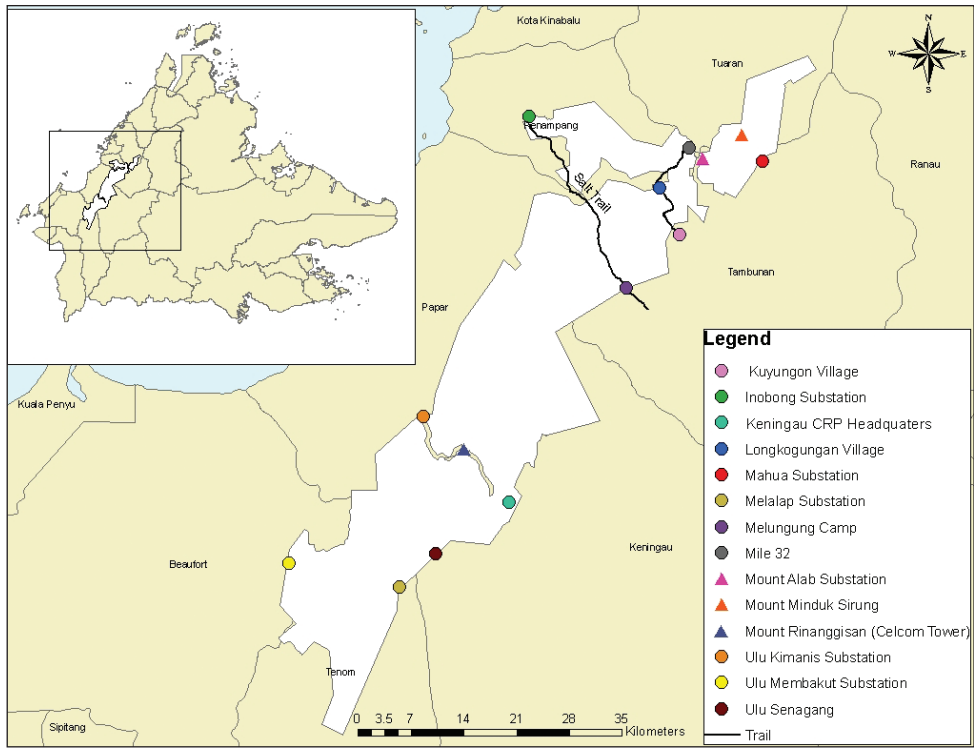 Kota Kinabalu
N
W E
S
Tuaran
Penampang
Ranau
Salt Trail
Tambunan
Papar
Kuala Penyu
Beaufort
Keningau
Tenom
Sipitang
Legend
Kuyungon Village
Inobong Substation
Keningau CRP Headquaters
Longkogungan Village
Mahua Substation
Melalap Substation
Melungung Camp
Mile 32
Mount Alab Substation
Mount Minduk Sirung
Mount Rinanggisan (Celcom Tower)
Ulu Kimanis Substation
Ulu Membakut Substation
Ulu Senagang
Trail
0 3.5 7 14 21 28 35
Kilometers